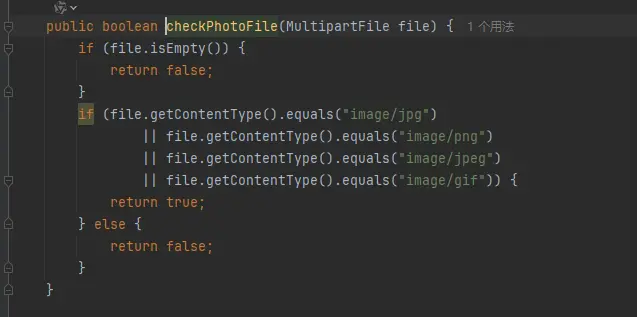 public boolean checkPhotoFile(MultipartFile file) { 1 个用法
if (file.isEmpty()) {
return false;
}
if (file.getContentType().equals("image/jpg")
|| file.getContentType().equals("image/png")
|| file.getContentType().equals("image/jpeg")
|| file.getContentType().equals("image/gif")) {
return true;
} else {
return false;
}
}